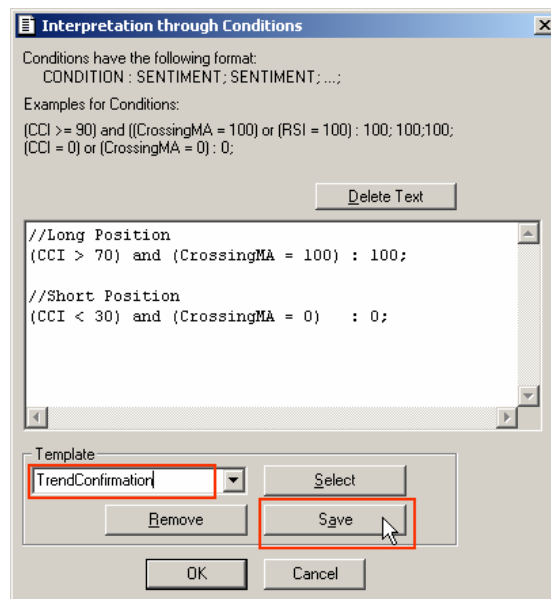 Interpretation through Conditions
Conditions have the following format:
CONDITION : SENTIMENT; SENTIMENT; ...;
Examples for Conditions:
(CCI >= 90) and ((CrossingMA = 100) or (RSI = 100) : 100; 100;100;
(CCI = 0) or (CrossingMA = 0) : 0;
Delete Text
//Long Position
(CCI > 70) and (CrossingMA = 100) : 100;
//Short Position
(CCI < 30) and (CrossingMA = 0) : 0;
Template
TrendConfirmation Select
Remove Save
OK Cancel